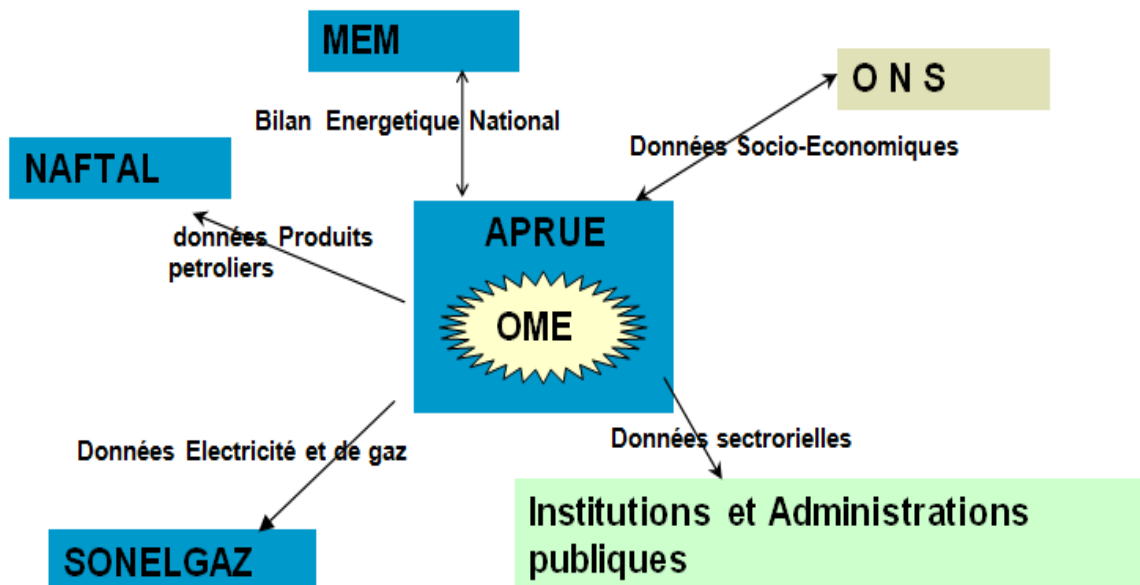 MEM
O N S
Bilan Energetique National
Données Socio-Economiques
NAFTAL
APRUE
données Produits
petroliers
OME
Données Electricité et de gaz
Données sectrorielles
Institutions et Administrations
publiques
SONELGAZ